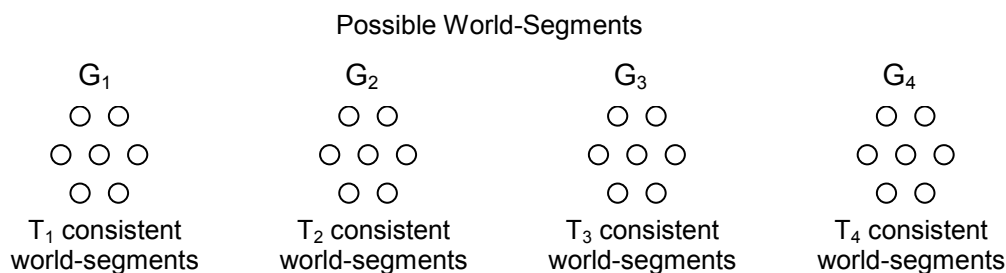 Possible World-Segments
G₁ G₂ G₃ G₄
T₁ consistent T₂ consistent T₃ consistent T₄ consistent
world-segments world-segments world-segments world-segments